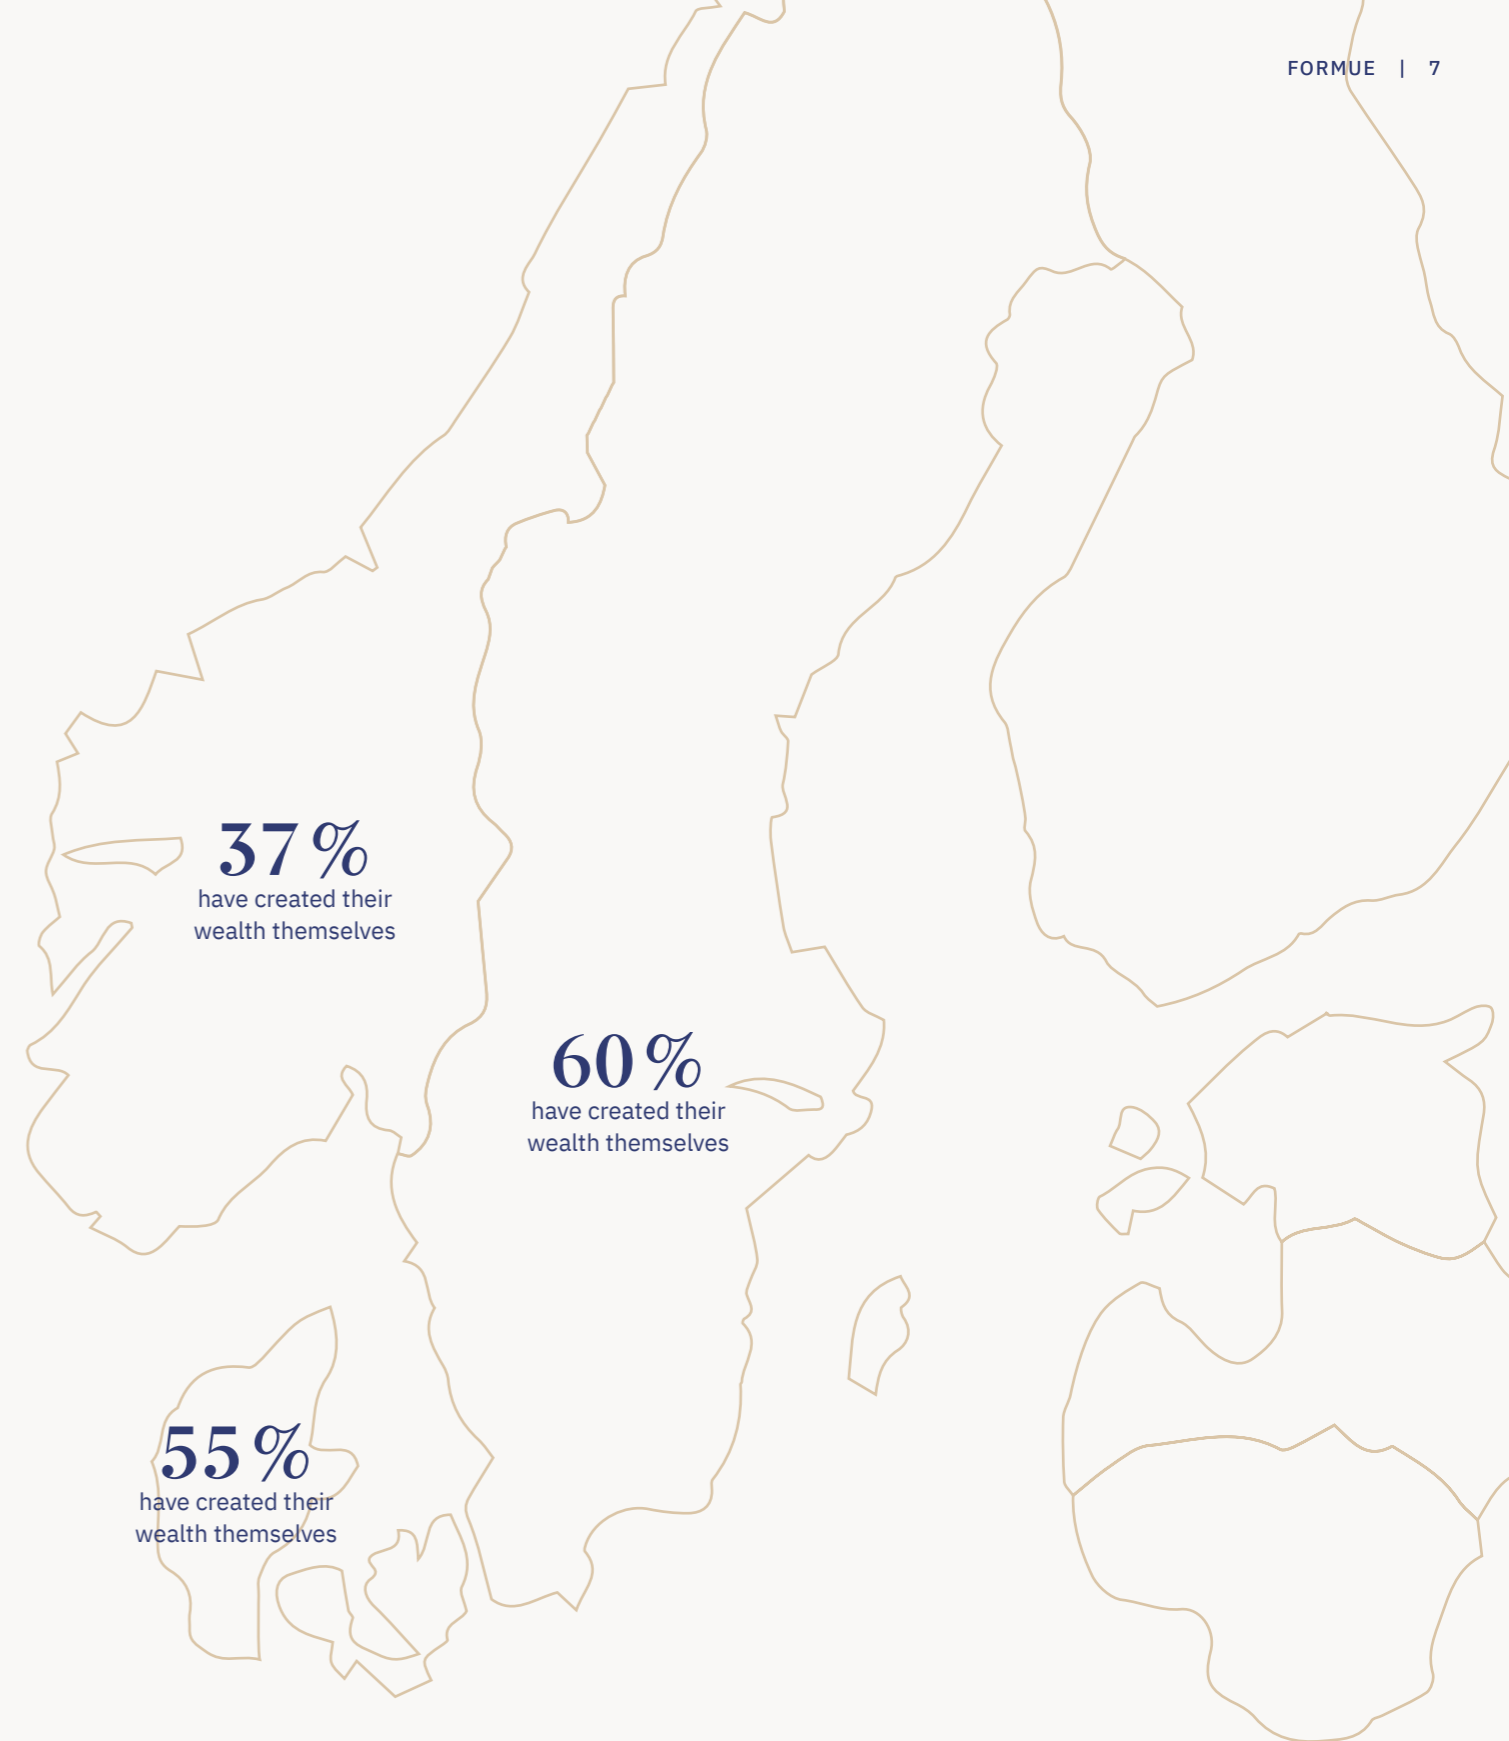 FORMUE | 7
37 %
have created their
wealth themselves
60 %
have created their
wealth themselves
55 %
have created their
wealth themselves